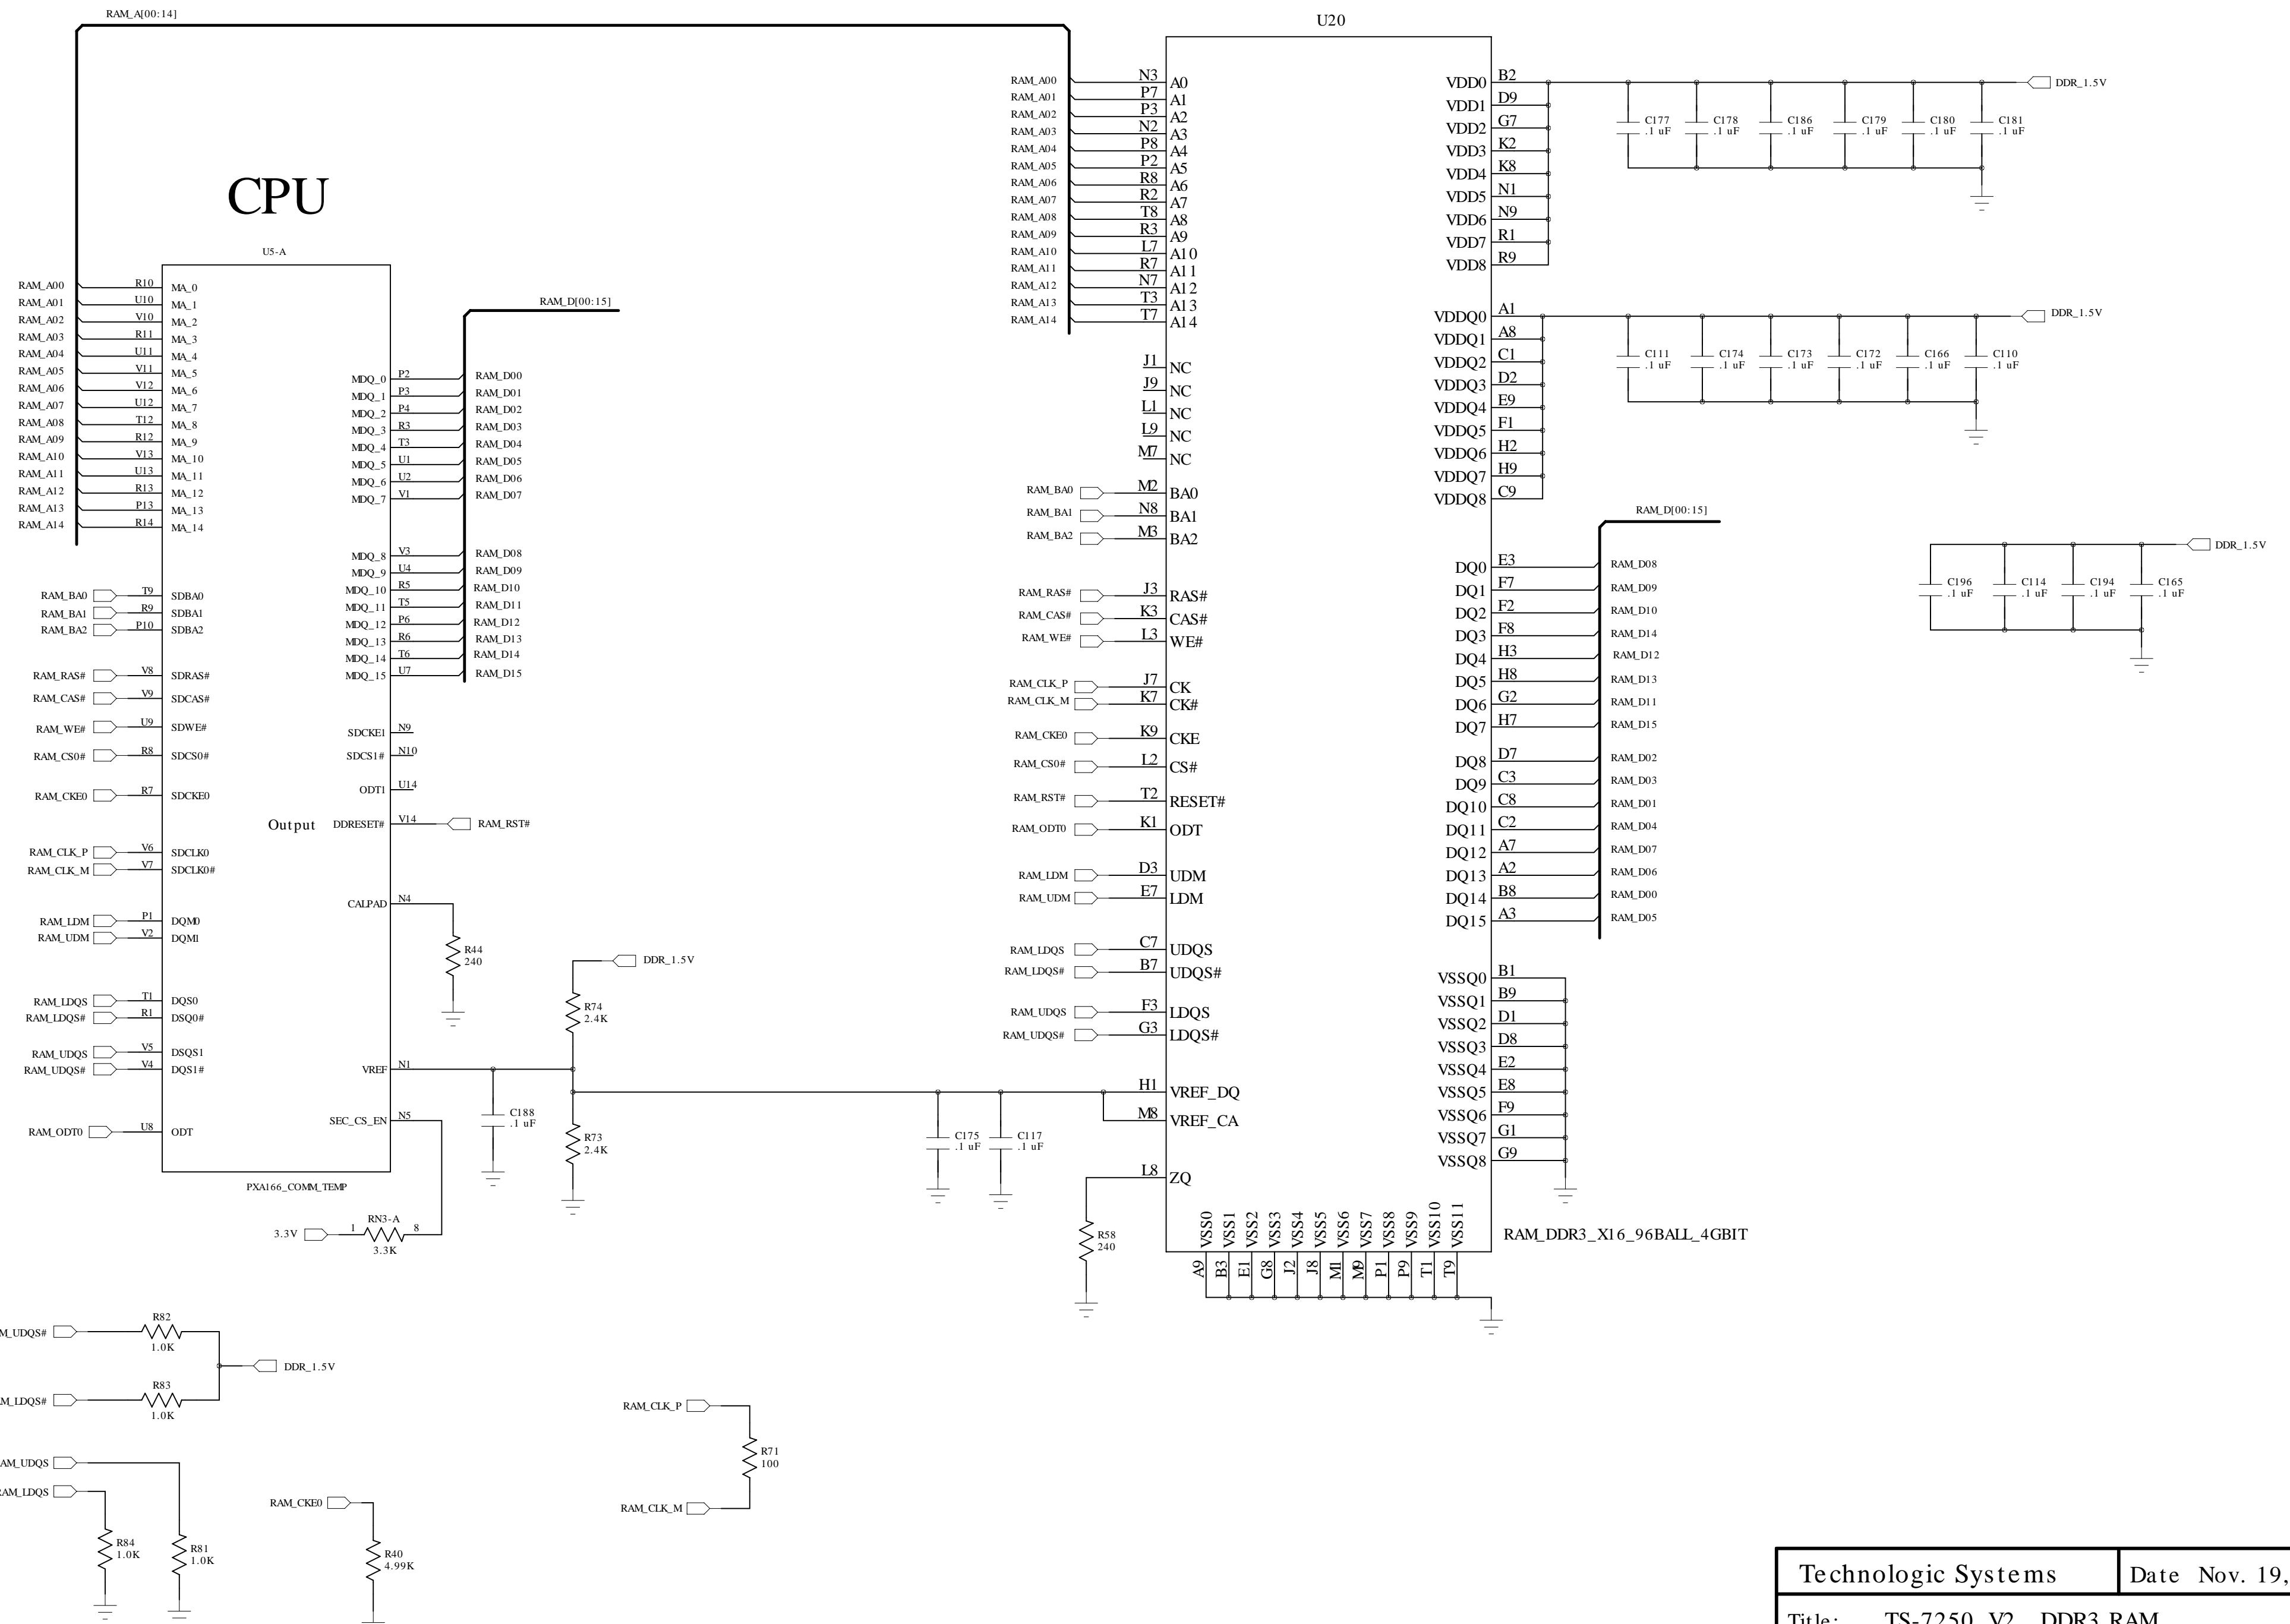 RAM_A[00:14]
CPU
U5-A
RAM_A00 R10 MA_0
RAM_A01 U10 MA_1
RAM_A02 V10 MA_2
RAM_A03 R11 MA_3
RAM_A04 U11 MA_4
RAM_A05 V11 MA_5
RAM_A06 V12 MA_6
RAM_A07 U12 MA_7
RAM_A08 T12 MA_8
RAM_A09 R12 MA_9
RAM_A10 V13 MA_10
RAM_A11 U13 MA_11
RAM_A12 R13 MA_12
RAM_A13 P13 MA_13
RAM_A14 R14 MA_14
RAM_BA0 T9 SDBA0
RAM_BA1 R9 SDBA1
RAM_BA2 P10 SDBA2
RAM_RAS# V8 SDRAS#
RAM_CAS# V9 SDCAS#
RAM_WE# U9 SDWE#
RAM_CS0# R8 SDCS0#
RAM_CKE0 R7 SDCKE0
RAM_CLK_P V6 SDCLK0
RAM_CLK_M V7 SDCLK0#
RAM_LDM P1 DQM0
RAM_UDM V2 DQM1
RAM_LDQS T1 DQS0
RAM_LDQS# R1 DSQ0#
RAM_UDQS V5 DSQS1
RAM_UDQS# V4 DQS1#
RAM_ODT0 U8 ODT
RAM_D[00:15]
MDQ_0 P2 RAM_D00
MDQ_1 P3 RAM_D01
MDQ_2 P4 RAM_D02
MDQ_3 R3 RAM_D03
MDQ_4 T3 RAM_D04
MDQ_5 U1 RAM_D05
MDQ_6 U2 RAM_D06
MDQ_7 V1 RAM_D07
MDQ_8 V3 RAM_D08
MDQ_9 U4 RAM_D09
MDQ_10 R5 RAM_D10
MDQ_11 T5 RAM_D11
MDQ_12 P6 RAM_D12
MDQ_13 R6 RAM_D13
MDQ_14 T6 RAM_D14
MDQ_15 U7 RAM_D15
SDCKE1 N9
SDCS1# N10
ODT1 U14
Output DDRESET# V14 RAM_RST#
CALPAD N4
R44
240
DDR_1.5V
R74
2.4K
VREF N1
C188
.1 uF
R73
2.4K
SEC_CS_EN N5
PXA166_COMM_TEMP
3.3V 1 RN3-A 8
3.3K
C175
.1 uF
C117
.1 uF
U20
RAM_A00 N3 A0
RAM_A01 P7 A1
RAM_A02 P3 A2
RAM_A03 N2 A3
RAM_A04 P8 A4
RAM_A05 P2 A5
RAM_A06 R8 A6
RAM_A07 R2 A7
RAM_A08 T8 A8
RAM_A09 R3 A9
RAM_A10 L7 A10
RAM_A11 R7 A11
RAM_A12 N7 A12
RAM_A13 T3 A13
RAM_A14 T7 A14
J1 NC
J9 NC
L1 NC
L9 NC
M7 NC
RAM_BA0 M2 BA0
RAM_BA1 N8 BA1
RAM_BA2 M3 BA2
RAM_RAS# J3 RAS#
RAM_CAS# K3 CAS#
RAM_WE# L3 WE#
RAM_CLK_P J7 CK
RAM_CLK_M K7 CK#
RAM_CKE0 K9 CKE
RAM_CS0# L2 CS#
RAM_RST# T2 RESET#
RAM_ODT0 K1 ODT
RAM_LDM D3 UDM
RAM_UDM E7 LDM
RAM_LDQS C7 UDQS
RAM_LDQS# B7 UDQS#
RAM_UDQS F3 LDQS
RAM_UDQS# G3 LDQS#
H1 VREF_DQ
M8 VREF_CA
L8 ZQ
R58
240
VDD0 B2
VDD1 D9
VDD2 G7
VDD3 K2
VDD4 K8
VDD5 N1
VDD6 N9
VDD7 R1
VDD8 R9
DDR_1.5V
C177 C178 C186 C179 C180 C181
.1 uF .1 uF .1 uF .1 uF .1 uF .1 uF
VDDQ0 A1
VDDQ1 A8
VDDQ2 C1
VDDQ3 D2
VDDQ4 E9
VDDQ5 F1
VDDQ6 H2
VDDQ7 H9
VDDQ8 C9
DDR_1.5V
C111 C174 C173 C172 C166 C110
.1 uF .1 uF .1 uF .1 uF .1 uF .1 uF
RAM_D[00:15]
DDR_1.5V
C196 C114 C194 C165
.1 uF .1 uF .1 uF .1 uF
DQ0 E3 RAM_D08
DQ1 F7 RAM_D09
DQ2 F2 RAM_D10
DQ3 F8 RAM_D14
DQ4 H3 RAM_D12
DQ5 H8 RAM_D13
DQ6 G2 RAM_D11
DQ7 H7 RAM_D15
DQ8 D7 RAM_D02
DQ9 C3 RAM_D03
DQ10 C8 RAM_D01
DQ11 C2 RAM_D04
DQ12 A7 RAM_D07
DQ13 A2 RAM_D06
DQ14 B8 RAM_D00
DQ15 A3 RAM_D05
VSSQ0 B1
VSSQ1 B9
VSSQ2 D1
VSSQ3 D8
VSSQ4 E2
VSSQ5 E8
VSSQ6 F9
VSSQ7 G1
VSSQ8 G9
VSS0 VSS1 VSS2 VSS3 VSS4 VSS5 VSS6 VSS7 VSS8 VSS9 VSS10 VSS11
A9 B3 E1 G8 J2 J8 M1 M9 P1 P9 T1 T9
RAM_DDR3_X16_96BALL_4GBIT
M_UDQS# R82
1.0K
DDR_1.5V
M_LDQS# R83
1.0K
AM_UDQS
RAM_LDQS
R84
1.0K
R81
1.0K
RAM_CKE0
R40
4.99K
RAM_CLK_P
R71
100
RAM_CLK_M
Technologic Systems Date Nov. 19,
Title: TS-7250_V2 DDR3 RAM